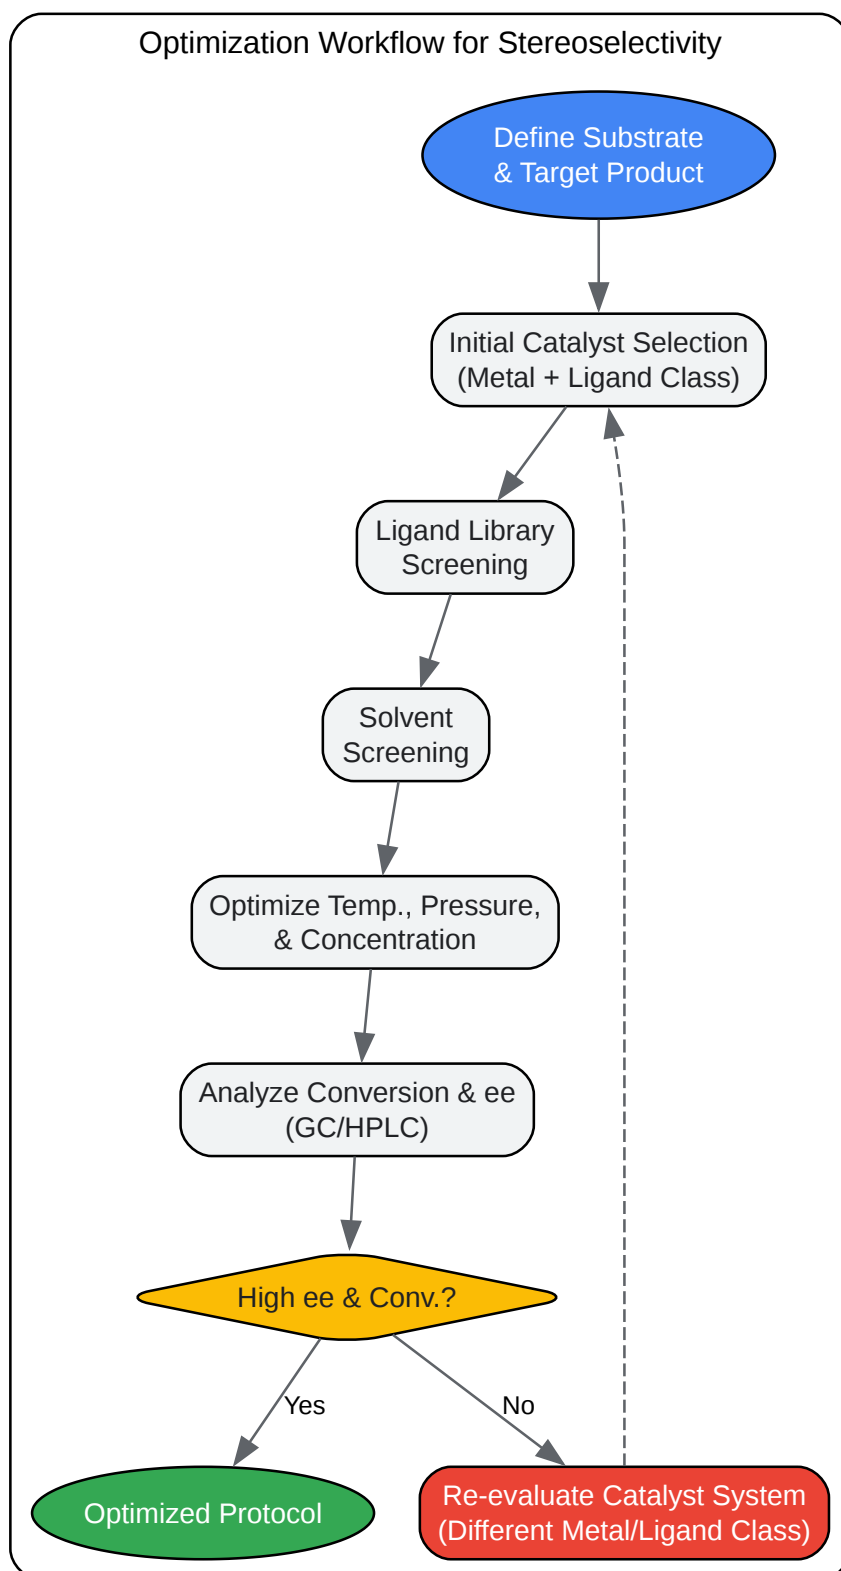 Optimization Workflow for Stereoselectivity
Define Substrate
& Target Product
Initial Catalyst Selection
(Metal + Ligand Class)
Ligand Library
Screening
Solvent
Screening
Optimize Temp., Pressure,
& Concentration
Analyze Conversion & ee
(GC/HPLC)
High ee & Conv.?
Yes
No
Optimized Protocol
Re-evaluate Catalyst System
(Different Metal/Ligand Class)